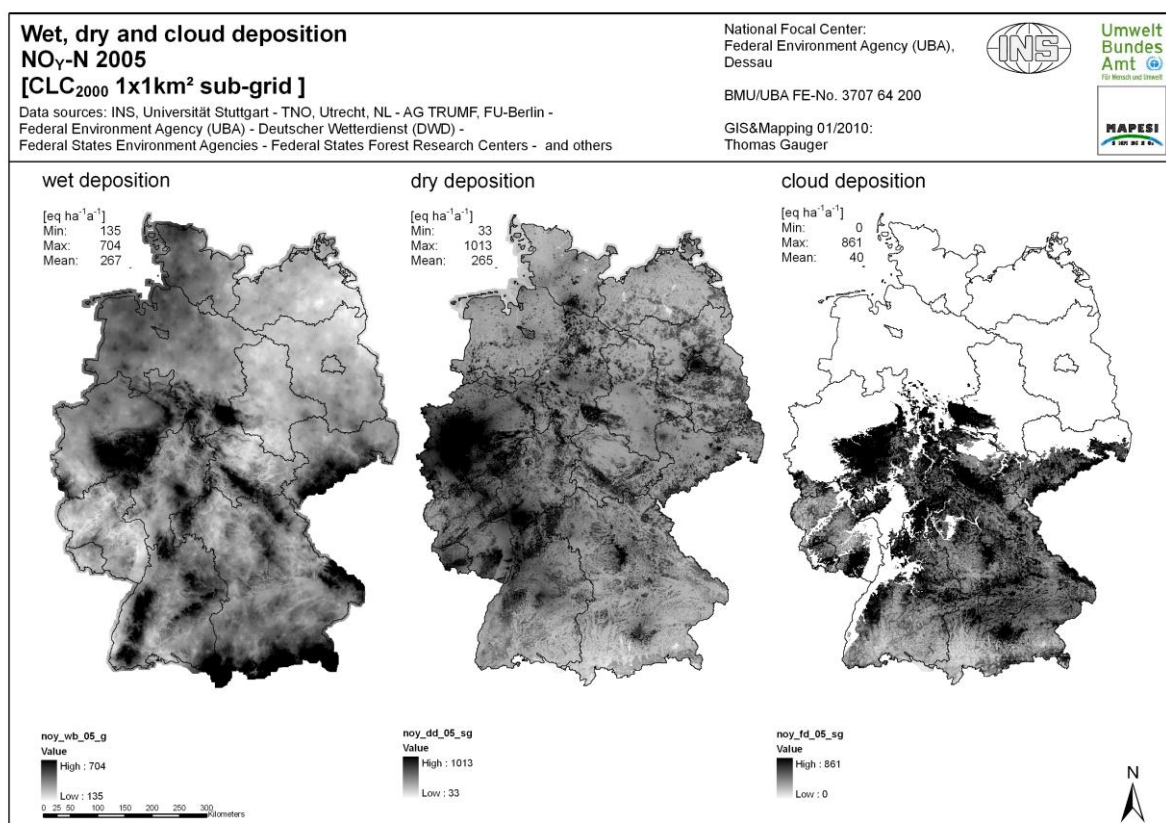 Wet, dry and cloud deposition
NOY-N 2005
[CLC2000 1x1km² sub-grid ]
Data sources: INS, Universität Stuttgart - TNO, Utrecht, NL - AG TRUMF, FU-Berlin -
Federal Environment Agency (UBA) - Deutscher Wetterdienst (DWD) -
Federal States Environment Agencies - Federal States Forest Research Centers - and others
National Focal Center:
Federal Environment Agency (UBA),
Dessau
BMU/UBA FE-No. 3707 64 200
GIS&Mapping 01/2010:
Thomas Gauger
INS
Umwelt
Bundes
Amt
Für Mensch und Umwelt
MAPESI
wet deposition
[eq ha⁻¹a⁻¹]
Min: 135
Max: 704
Mean: 267
dry deposition
[eq ha⁻¹a⁻¹]
Min: 33
Max: 1013
Mean: 265
cloud deposition
[eq ha⁻¹a⁻¹]
Min: 0
Max: 861
Mean: 40
noy_wb_05_g
Value
High : 704
Low : 135
0 25 50 100 150 200 250 300
Kilometers
noy_dd_05_sg
Value
High : 1013
Low : 33
noy_fd_05_sg
Value
High : 861
Low : 0
N